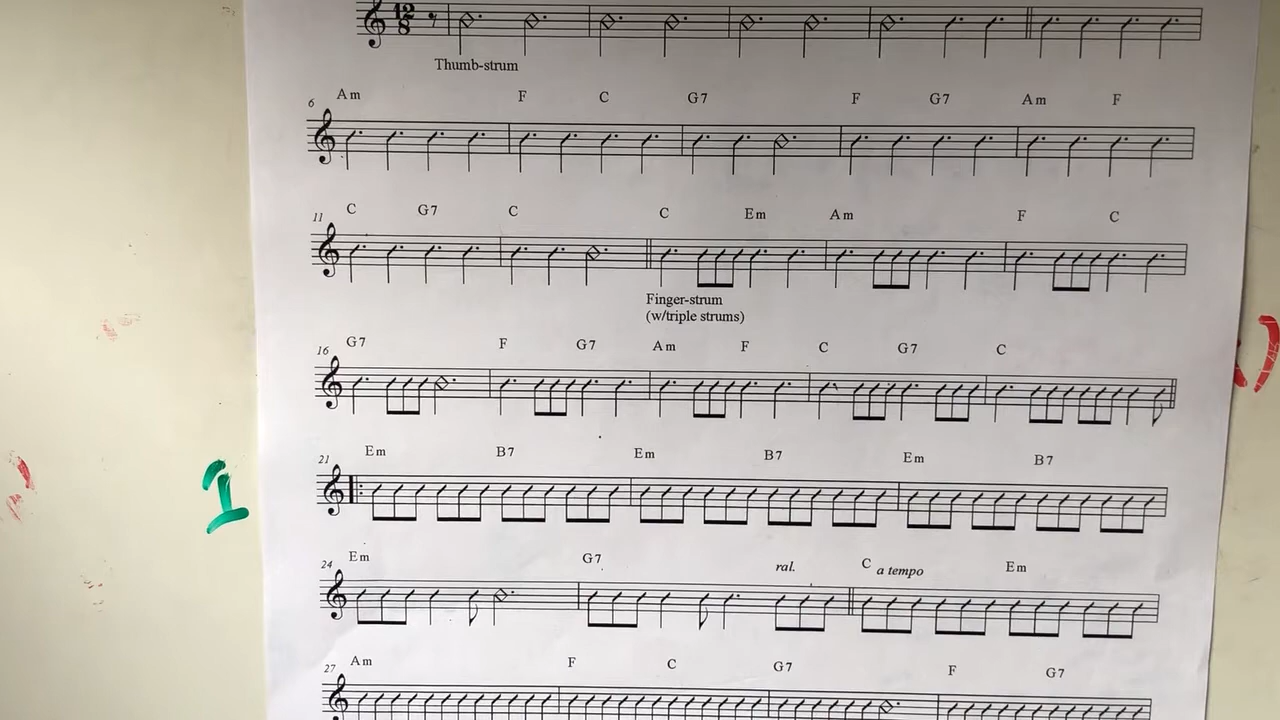 12
8
Thumb-strum
6 Am F C G7 F G7 Am F
11 C G7 C C Em Am F C
Finger-strum
(w/triple strums)
16 G7 F G7 Am F C G7 C
21 Em B7 Em B7 Em B7
1
24 Em G7 ral. C a tempo Em
27 Am F C G7 F G7